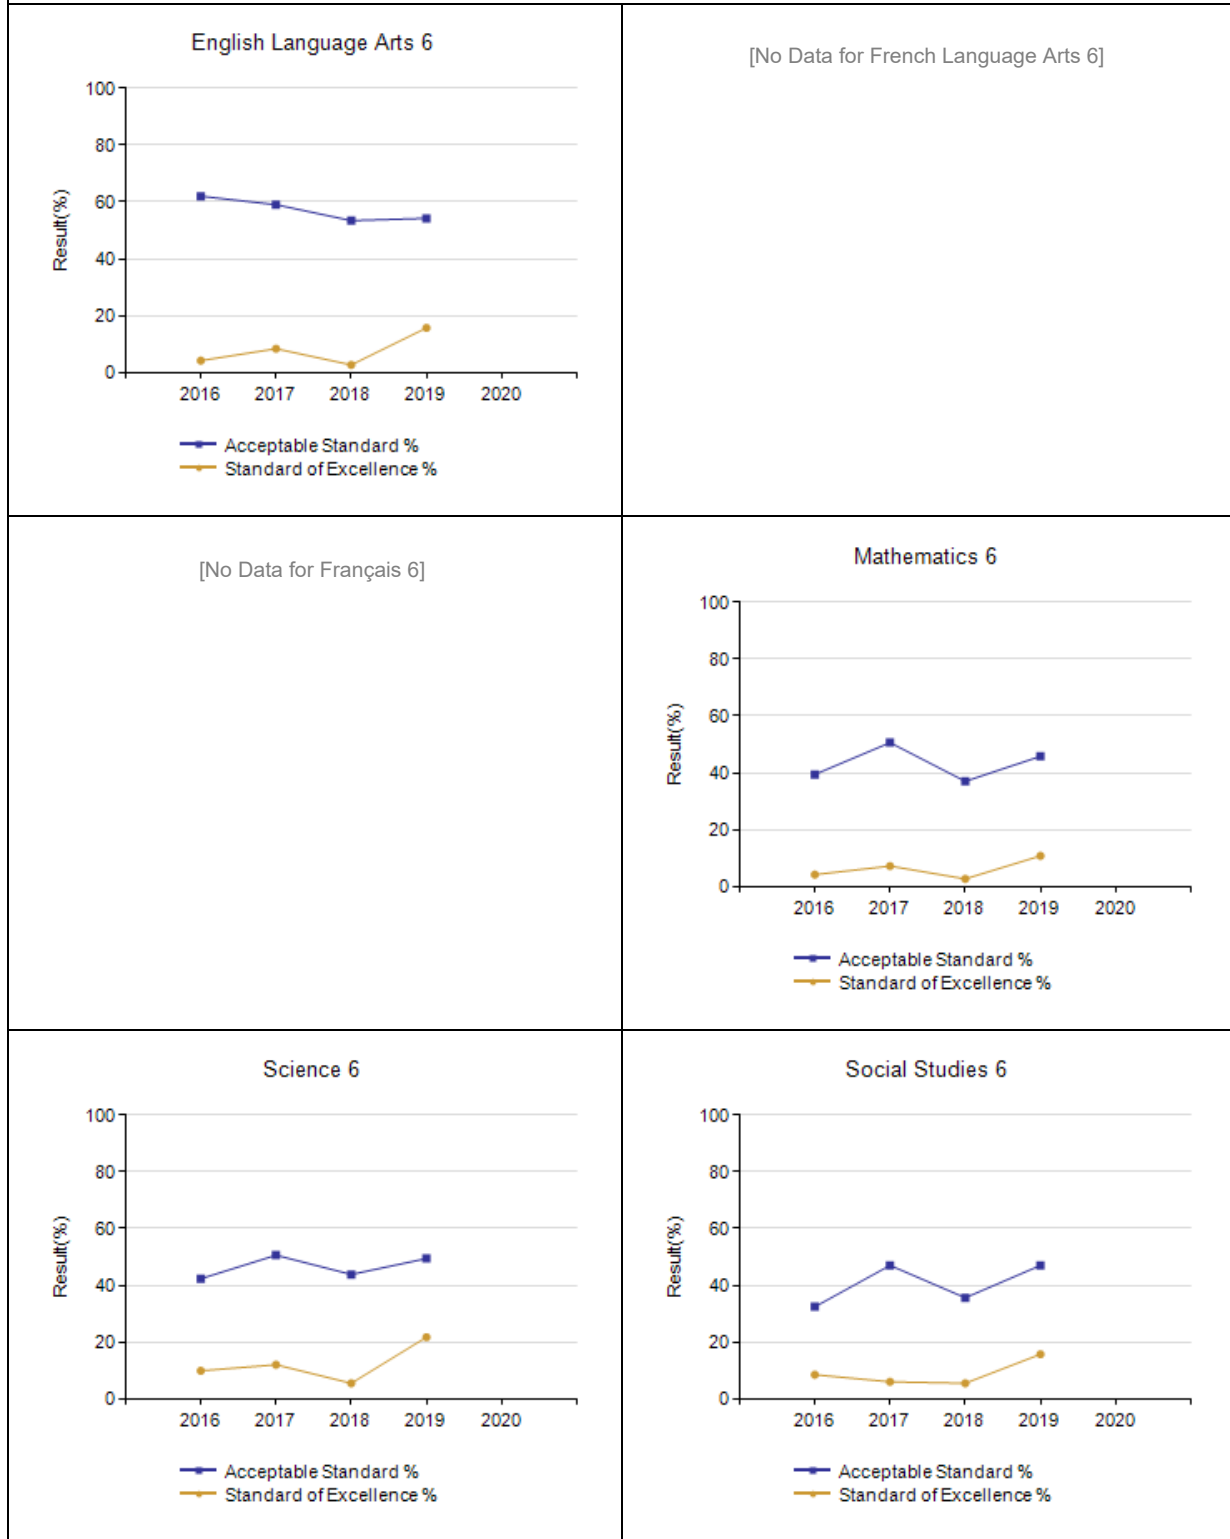 English Language Arts 6
100
80
60
40
20
0
Result(%)
2016 2017 2018 2019 2020
Acceptable Standard %
Standard of Excellence %
[No Data for French Language Arts 6]
[No Data for Français 6]
Mathematics 6
100
80
60
40
20
0
Result(%)
2016 2017 2018 2019 2020
Acceptable Standard %
Standard of Excellence %
Science 6
100
80
60
40
20
0
Result(%)
2016 2017 2018 2019 2020
Acceptable Standard %
Standard of Excellence %
Social Studies 6
100
80
60
40
20
0
Result(%)
2016 2017 2018 2019 2020
Acceptable Standard %
Standard of Excellence %